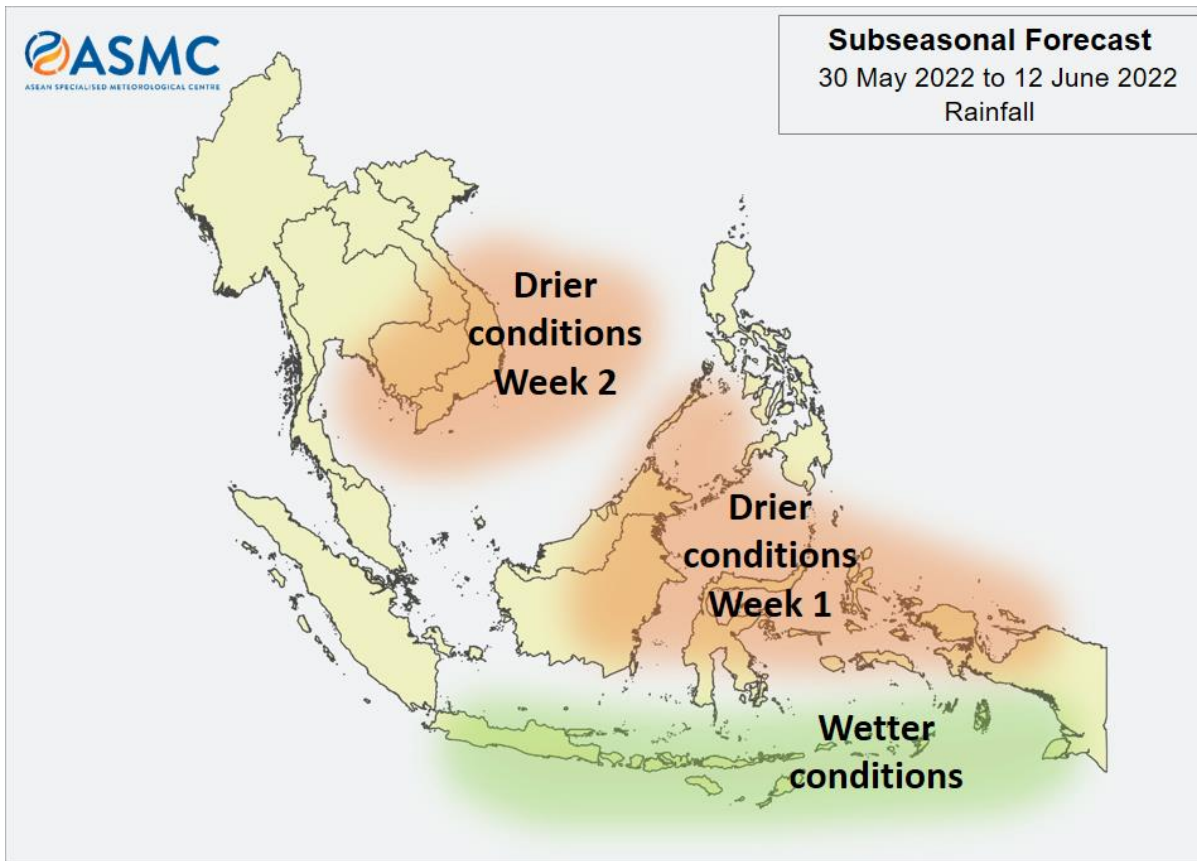 ASMC
ASEAN SPECIALISED METEOROLOGICAL CENTRE
Subseasonal Forecast
30 May 2022 to 12 June 2022
Rainfall
Drier
conditions
Week 2
Drier
conditions
Week 1
Wetter
conditions